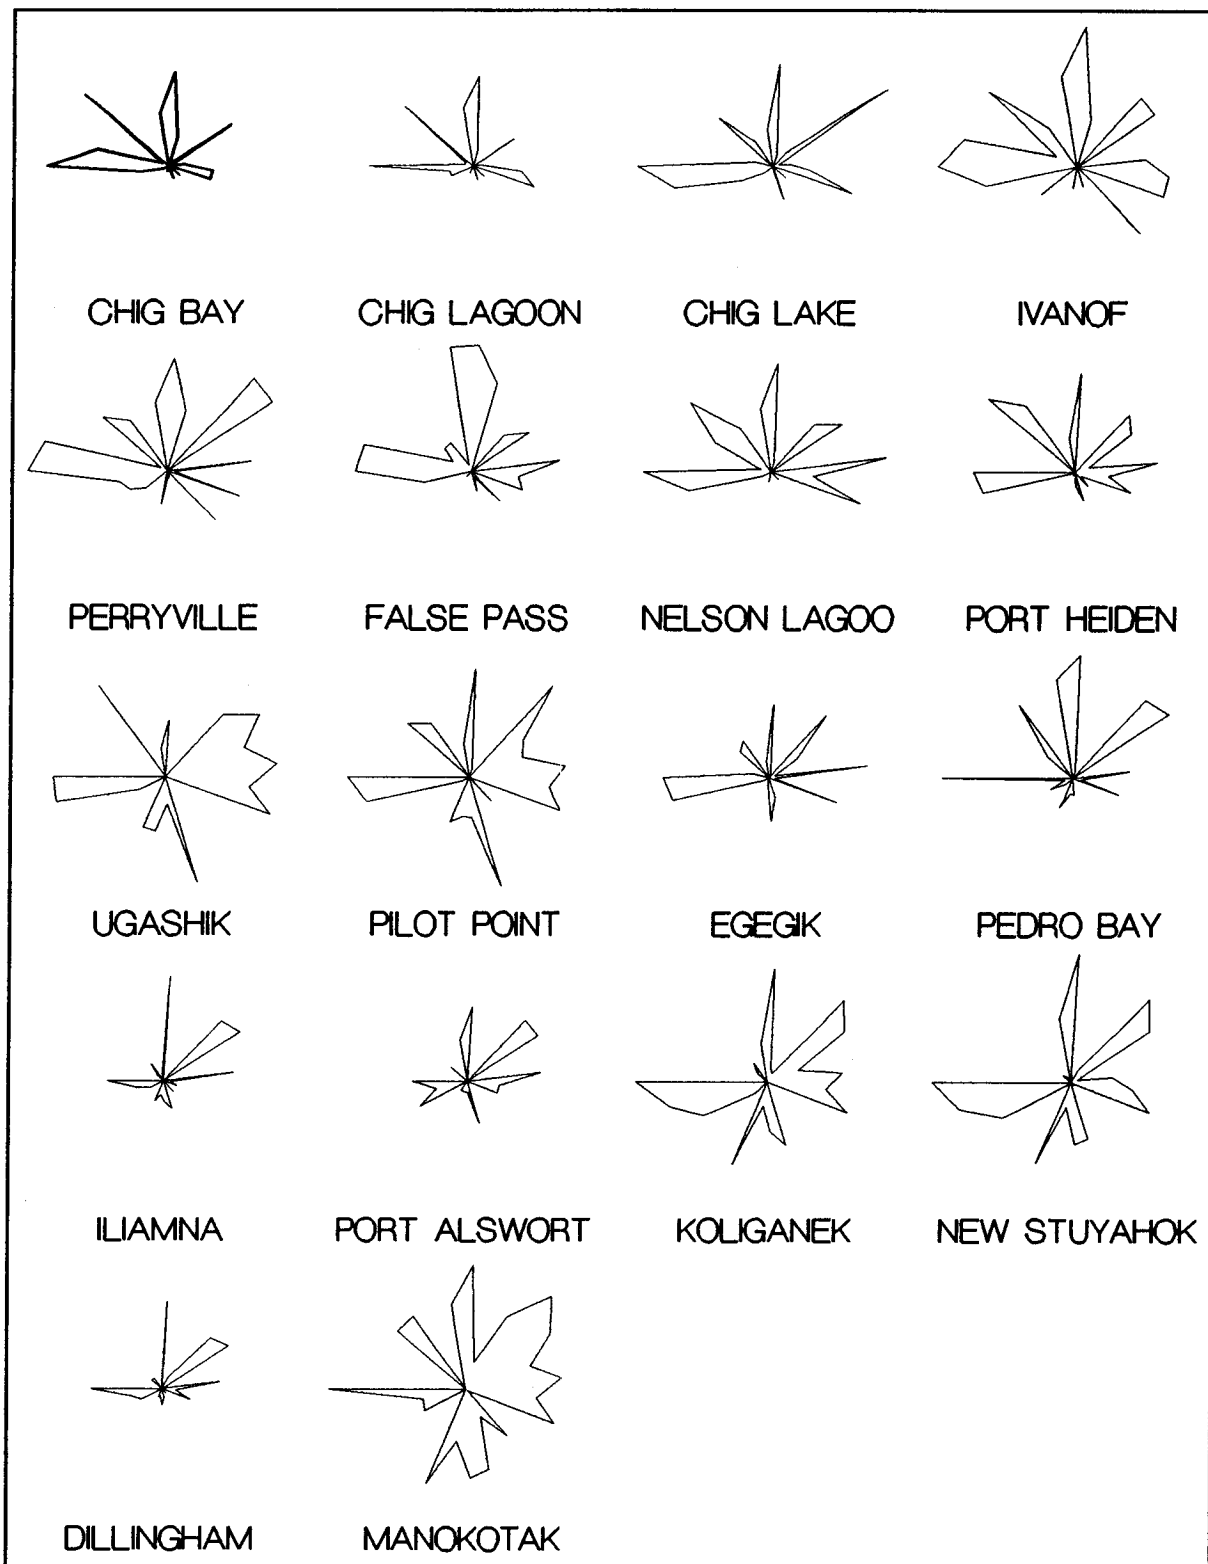 CHIG BAY CHIG LAGOON CHIG LAKE IVANOF
PERRYVILLE FALSE PASS NELSON LAGOO PORT HEIDEN
UGASHIK PILOT POINT EGEGIK PEDRO BAY
ILIAMNA PORT ALSWORT KOLIGANEK NEW STUYAHOK
DILLINGHAM MANOKOTAK